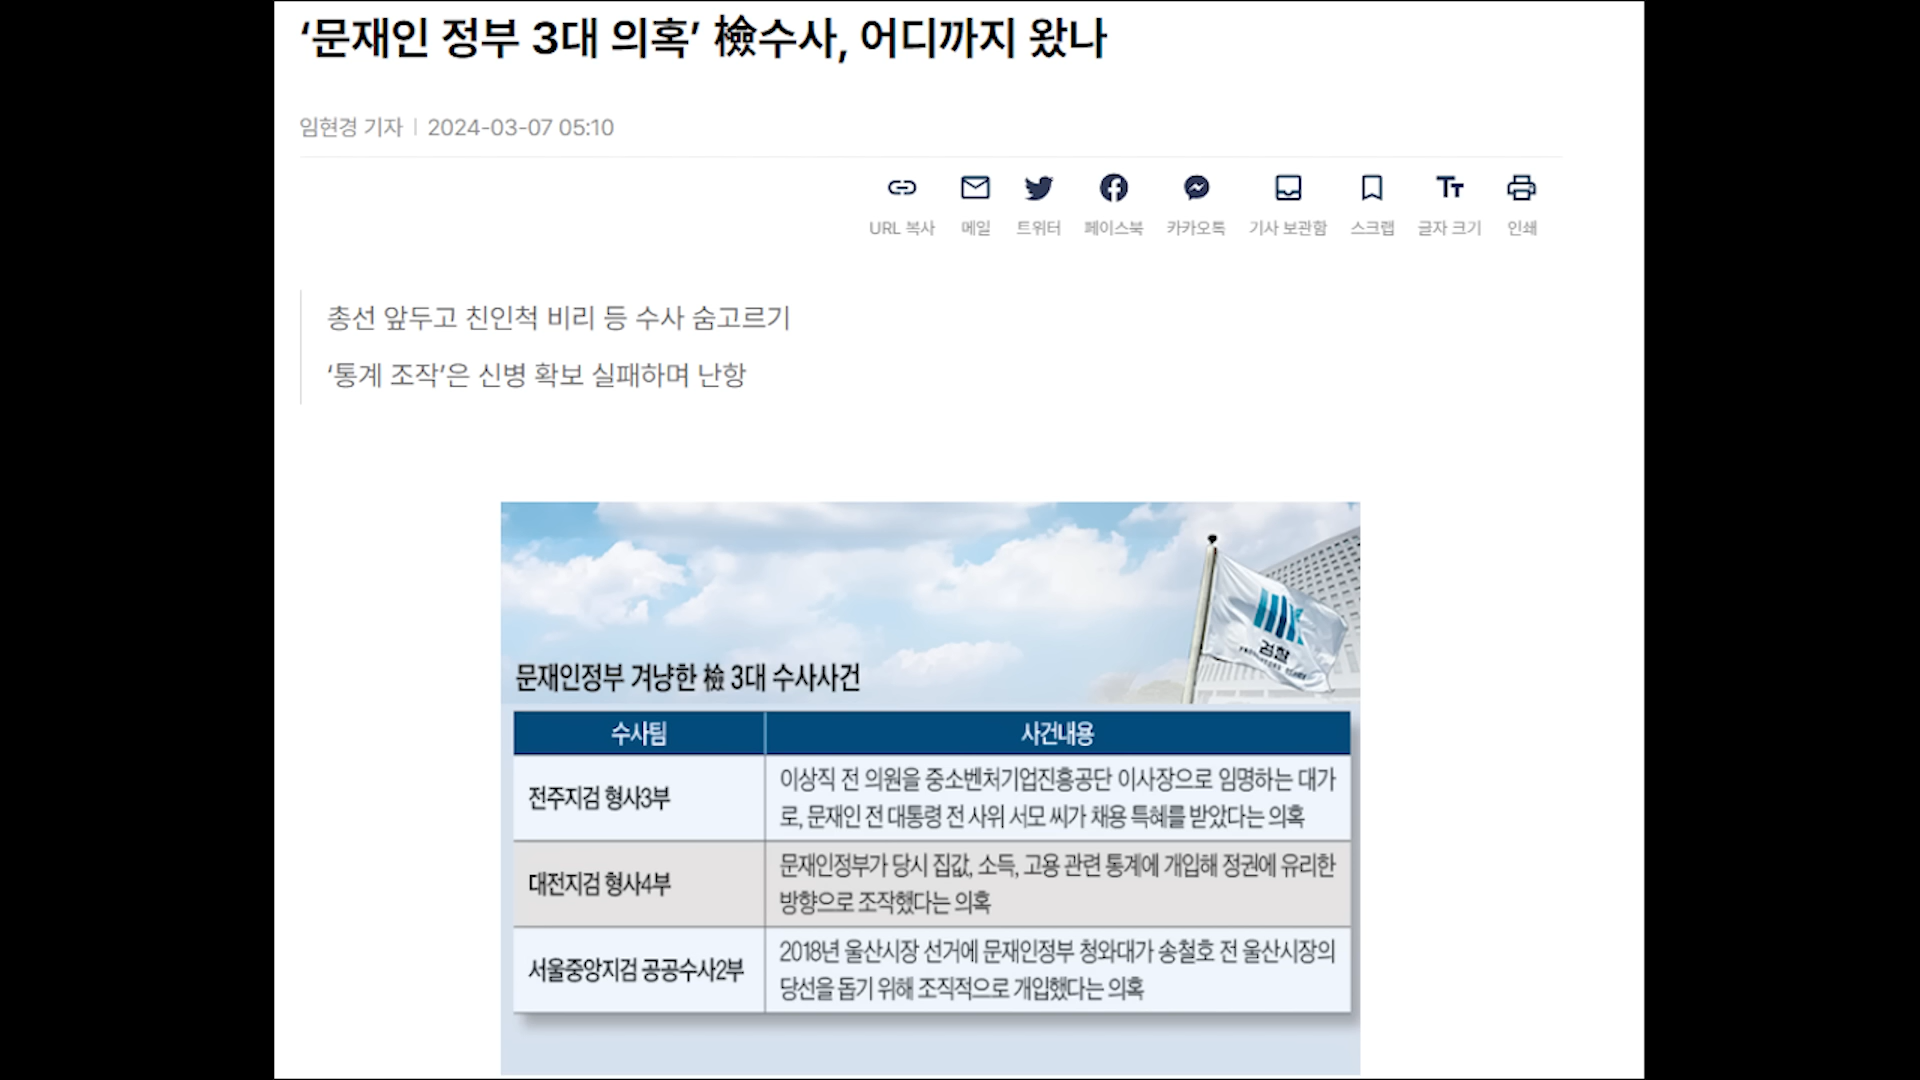 ‘문재인 정부 3대 의혹’ 檢수사, 어디까지 왔나
임현경 기자 | 2024-03-07 05:10
URL 복사 메일 트위터 페이스북 카카오톡 기사 보관함 스크랩 글자 크기 인쇄
총선 앞두고 친인척 비리 등 수사 숨고르기
‘통계 조작’은 신병 확보 실패하며 난항
검찰
문재인정부 겨냥한 檢 3대 수사사건
수사팀 사건내용
전주지검 형사3부
이상직 전 의원을 중소벤처기업진흥공단 이사장으로 임명하는 대가
로, 문재인 전 대통령 전 사위 서모 씨가 채용 특혜를 받았다는 의혹
대전지검 형사4부
문재인정부가 당시 집값, 소득, 고용 관련 통계에 개입해 정권에 유리한
방향으로 조작했다는 의혹
서울중앙지검 공공수사2부
2018년 울산시장 선거에 문재인정부 청와대가 송철호 전 울산시장의
당선을 돕기 위해 조직적으로 개입했다는 의혹